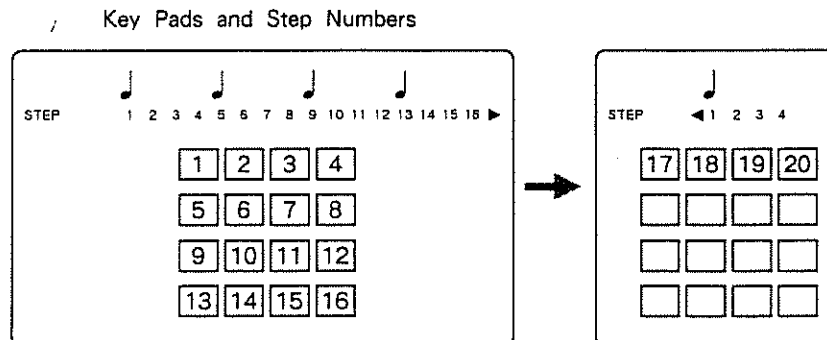 Key Pads and Step Numbers
STEP 1 2 3 4 5 6 7 8 9 10 11 12 13 14 15 16 ▶
1 2 3 4
5 6 7 8
9 10 11 12
13 14 15 16
STEP ◀ 1 2 3 4
17 18 19 20